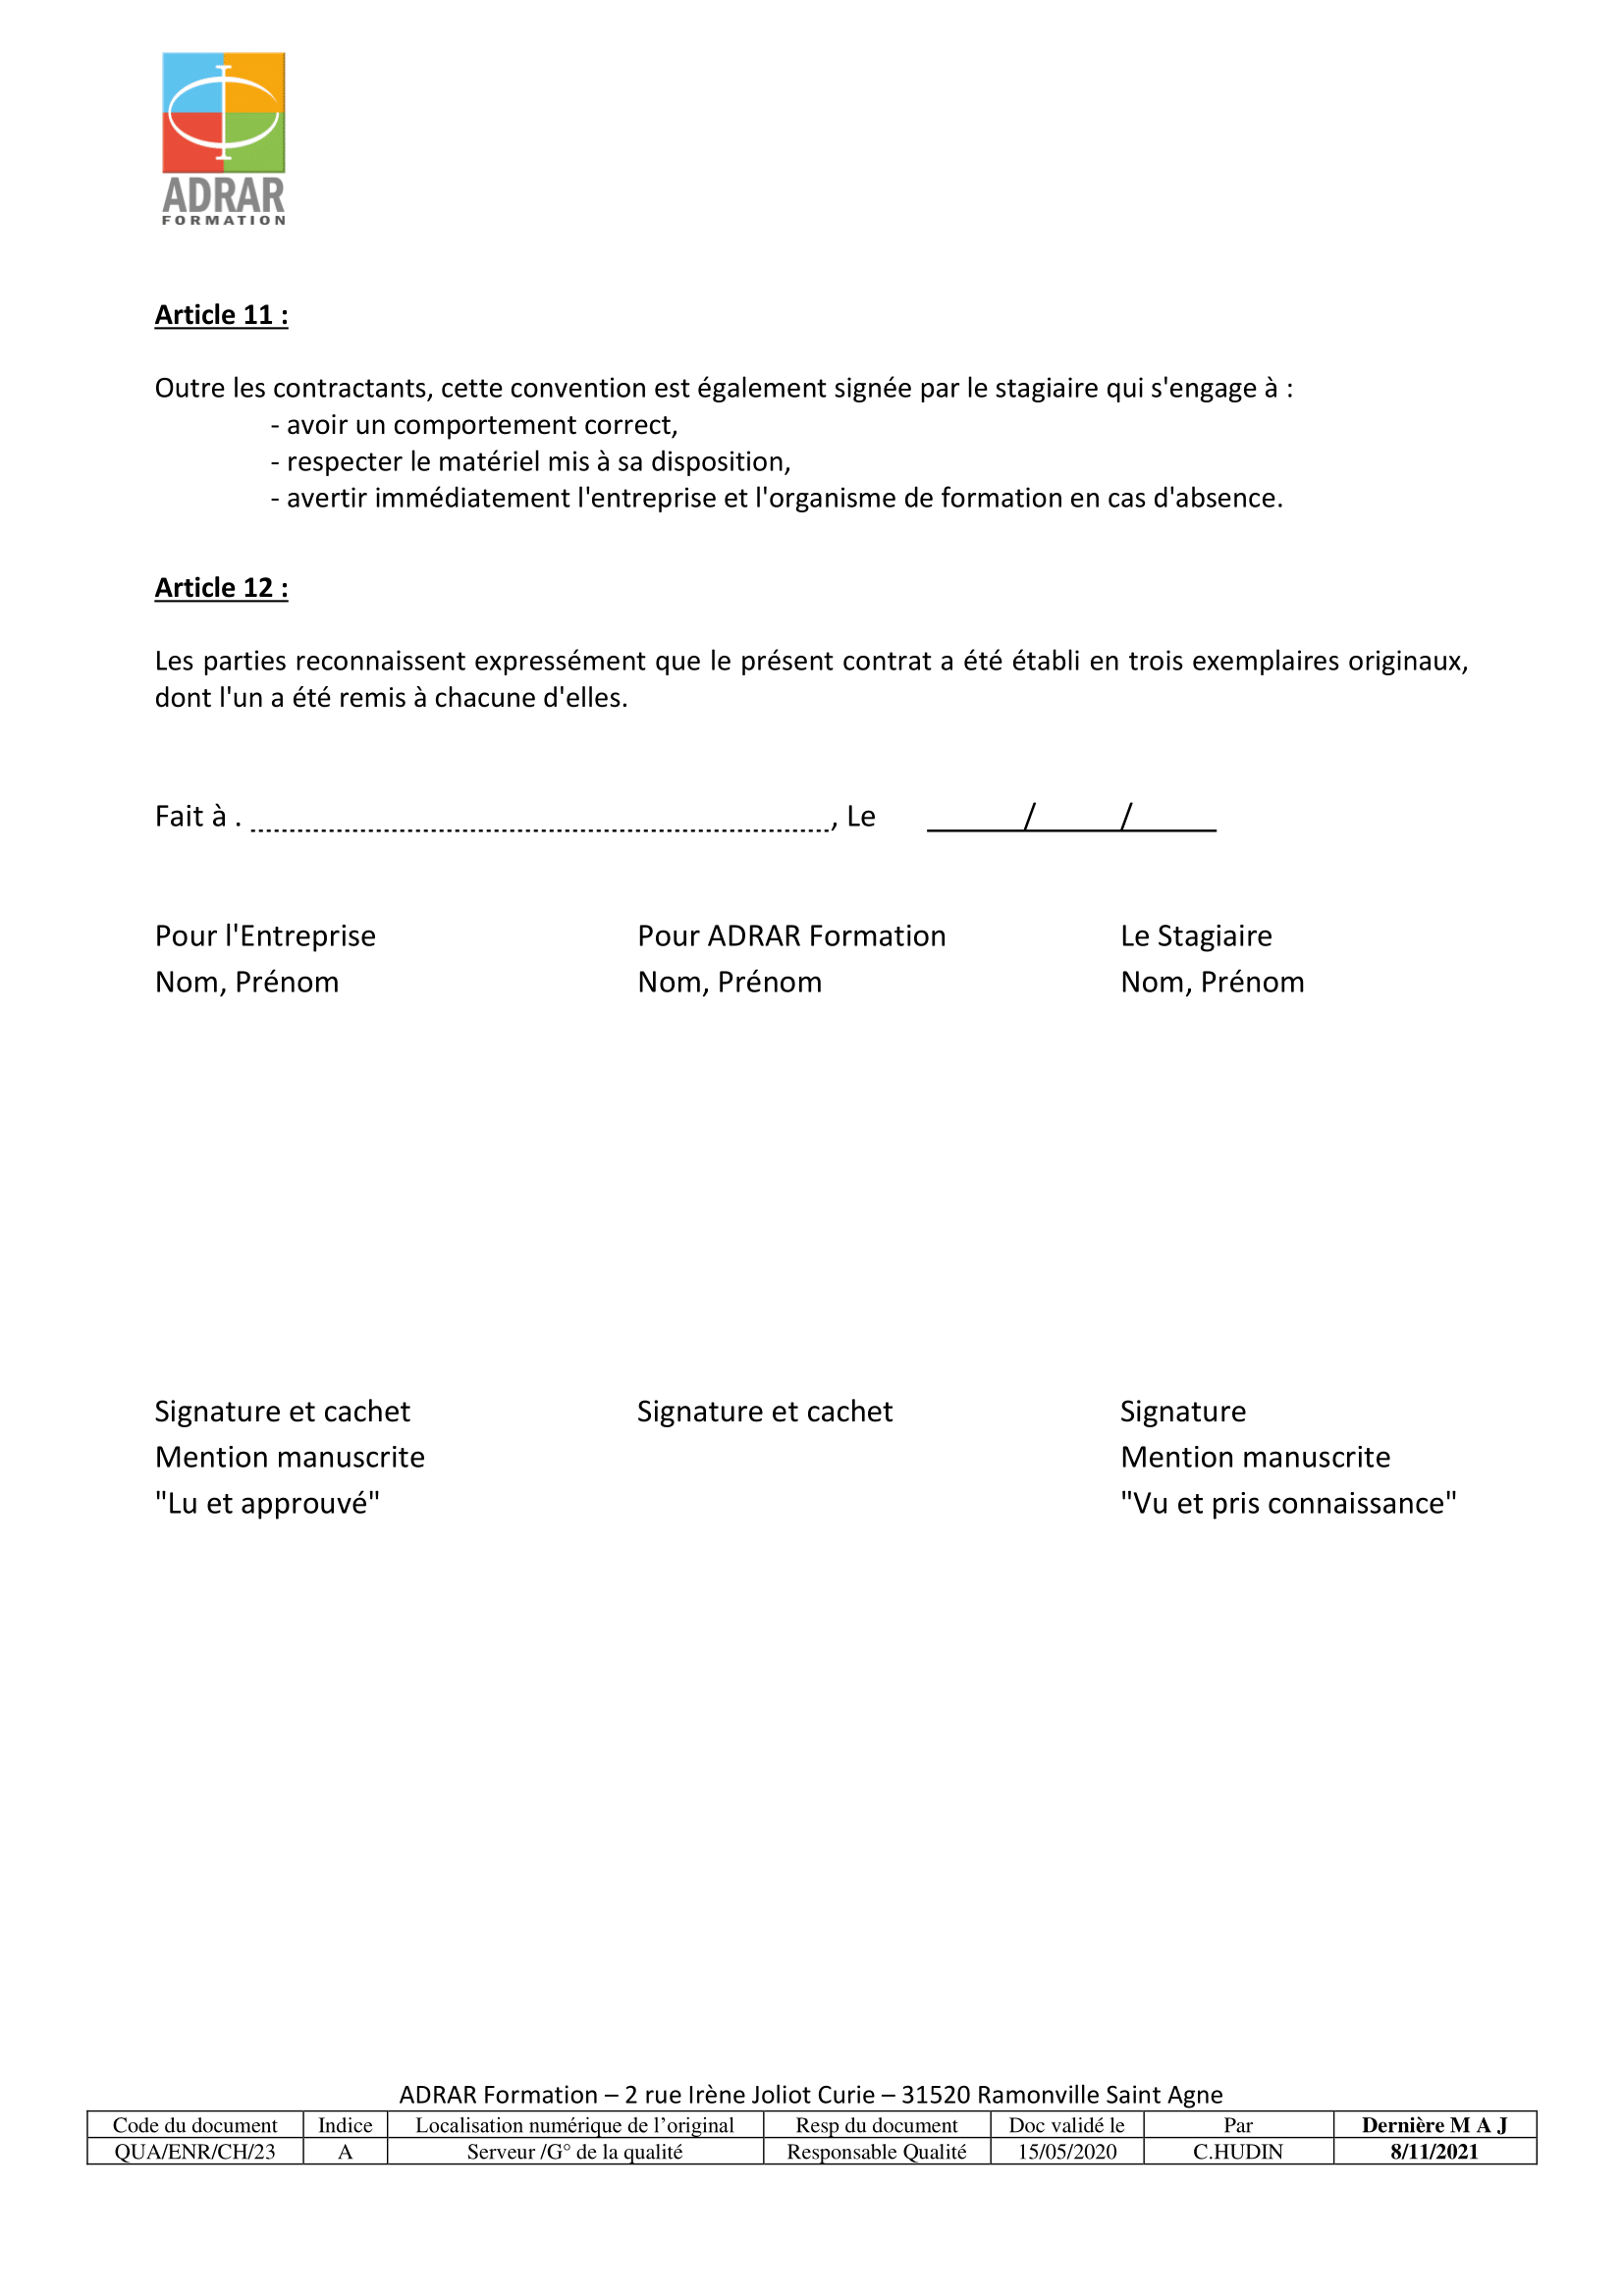 ADRAR
FORMATION
Article 11 :
Outre les contractants, cette convention est également signée par le stagiaire qui s'engage à :
- avoir un comportement correct,
- respecter le matériel mis à sa disposition,
- avertir immédiatement l'entreprise et l'organisme de formation en cas d'absence.
Article 12 :
Les parties reconnaissent expressément que le présent contrat a été établi en trois exemplaires originaux,
dont l'un a été remis à chacune d'elles.
Fait à . , Le / /
Pour l'Entreprise Pour ADRAR Formation Le Stagiaire
Nom, Prénom Nom, Prénom Nom, Prénom
Signature et cachet Signature et cachet Signature
Mention manuscrite Mention manuscrite
"Lu et approuvé" "Vu et pris connaissance"
ADRAR Formation – 2 rue Irène Joliot Curie – 31520 Ramonville Saint Agne
Code du document Indice Localisation numérique de l’original Resp du document Doc validé le Par Dernière M A J
QUA/ENR/CH/23 A Serveur /G° de la qualité Responsable Qualité 15/05/2020 C.HUDIN 8/11/2021